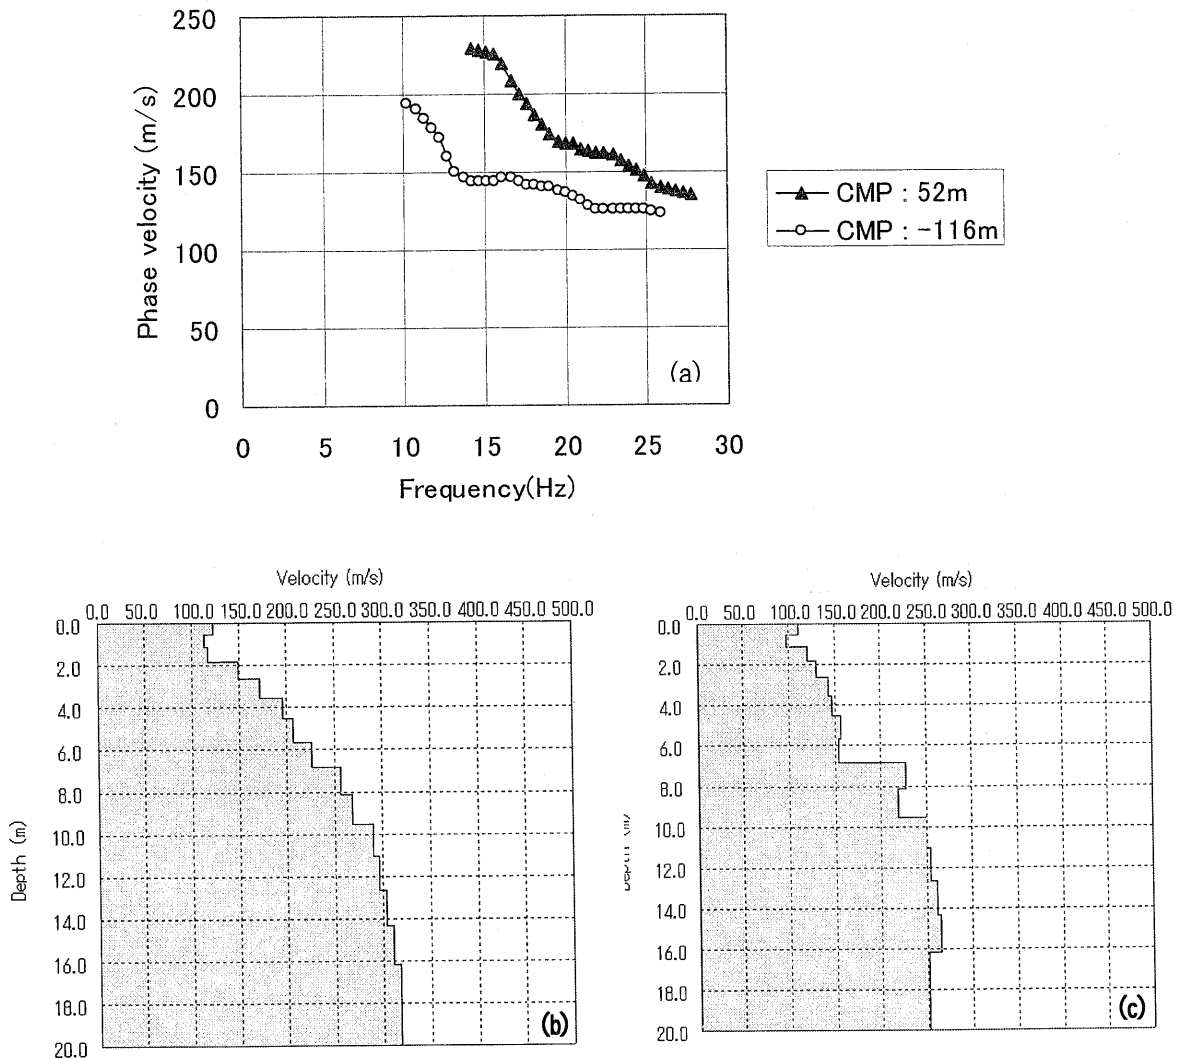 250
200
150
100
50
0
Phase velocity (m/s)
0 5 10 15 20 25 30
Frequency(Hz)
(a)
CMP : 52m
CMP : -116m
Velocity (m/s)
0.0 50.0 100.0 150.0 200.0 250.0 300.0 350.0 400.0 450.0 500.0
0.0
2.0
4.0
6.0
8.0
10.0
12.0
14.0
16.0
18.0
20.0
Depth (m)
(b)
Velocity (m/s)
0.0 50.0 100.0 150.0 200.0 250.0 300.0 350.0 400.0 450.0 500.0
0.0
2.0
4.0
6.0
8.0
10.0
12.0
14.0
16.0
18.0
20.0
Depth (m)
(c)